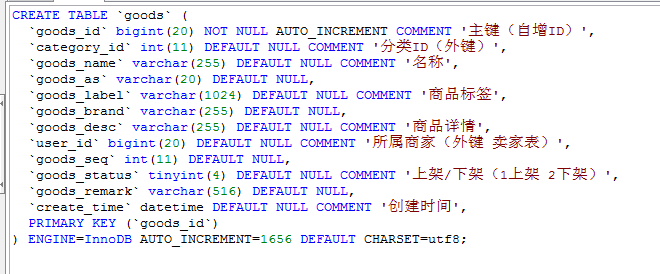 CREATE TABLE `goods` (
  `goods_id` bigint(20) NOT NULL AUTO_INCREMENT COMMENT '主键（自增ID）',
  `category_id` int(11) DEFAULT NULL COMMENT '分类ID（外键）',
  `goods_name` varchar(255) DEFAULT NULL COMMENT '名称',
  `goods_as` varchar(20) DEFAULT NULL,
  `goods_label` varchar(1024) DEFAULT NULL COMMENT '商品标签',
  `goods_brand` varchar(255) DEFAULT NULL,
  `goods_desc` varchar(255) DEFAULT NULL COMMENT '商品详情',
  `user_id` bigint(20) DEFAULT NULL COMMENT '所属商家（外键 卖家表）',
  `goods_seq` int(11) DEFAULT NULL,
  `goods_status` tinyint(4) DEFAULT NULL COMMENT '上架/下架（1上架 2下架）',
  `goods_remark` varchar(516) DEFAULT NULL,
  `create_time` datetime DEFAULT NULL COMMENT '创建时间',
  PRIMARY KEY (`goods_id`)
) ENGINE=InnoDB AUTO_INCREMENT=1656 DEFAULT CHARSET=utf8;